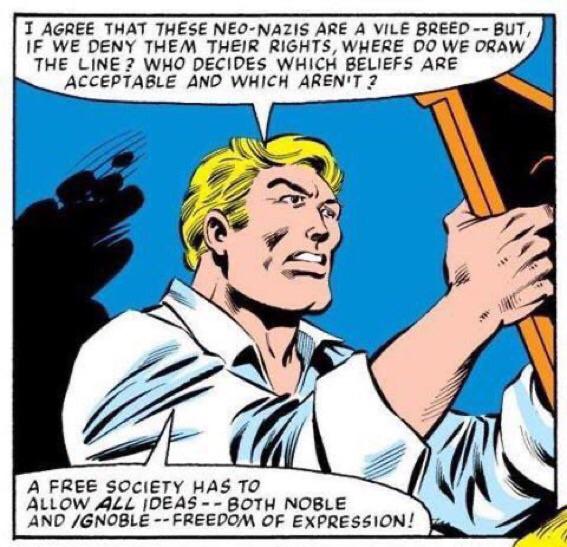 I AGREE THAT THESE NEO-NAZIS ARE A VILE BREED--BUT,
IF WE DENY THEM THEIR RIGHTS, WHERE DO WE DRAW
THE LINE? WHO DECIDES WHICH BELIEFS ARE
ACCEPTABLE AND WHICH AREN'T?
A FREE SOCIETY HAS TO
ALLOW ALL IDEAS--BOTH NOBLE
AND IGNOBLE--FREEDOM OF EXPRESSION!